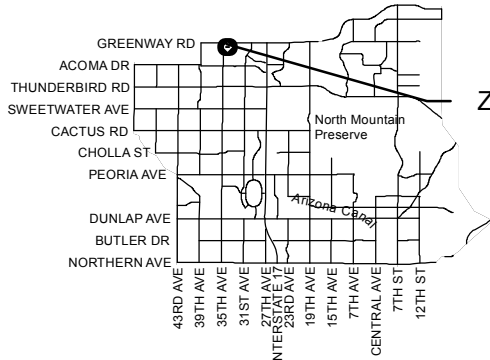 GREENWAY RD
ACOMA DR
THUNDERBIRD RD
SWEETWATER AVE
CACTUS RD
CHOLLA ST
PEORIA AVE
DUNLAP AVE
BUTLER DR
NORTHERN AVE
North Mountain
Preserve
Arizona Canal
Z
43RD AVE
39TH AVE
35TH AVE
31ST AVE
27TH AVE
INTERSTATE 17
23RD AVE
19TH AVE
15TH AVE
7TH AVE
CENTRAL AVE
7TH ST
12TH ST